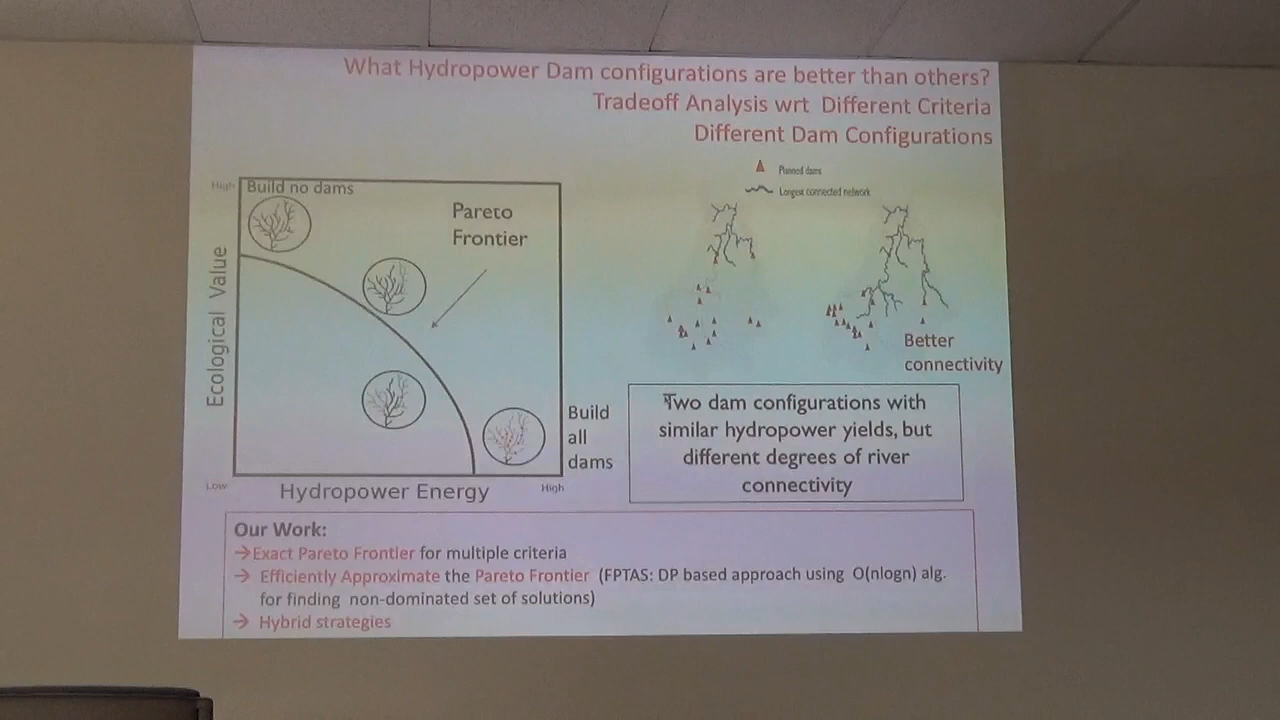 What Hydropower Dam configurations are better than others?
Tradeoff Analysis wrt Different Criteria
Different Dam Configurations
High
Build no dams
Pareto
Frontier
Ecological Value
Build
all
dams
Low
Hydropower Energy
High
Planned dams
Largest connected network
Better
connectivity
Two dam configurations with
similar hydropower yields, but
different degrees of river
connectivity
Our Work:
→Exact Pareto Frontier for multiple criteria
→ Efficiently Approximate the Pareto Frontier (FPTAS: DP based approach using O(nlogn) alg.
for finding non-dominated set of solutions)
→ Hybrid strategies